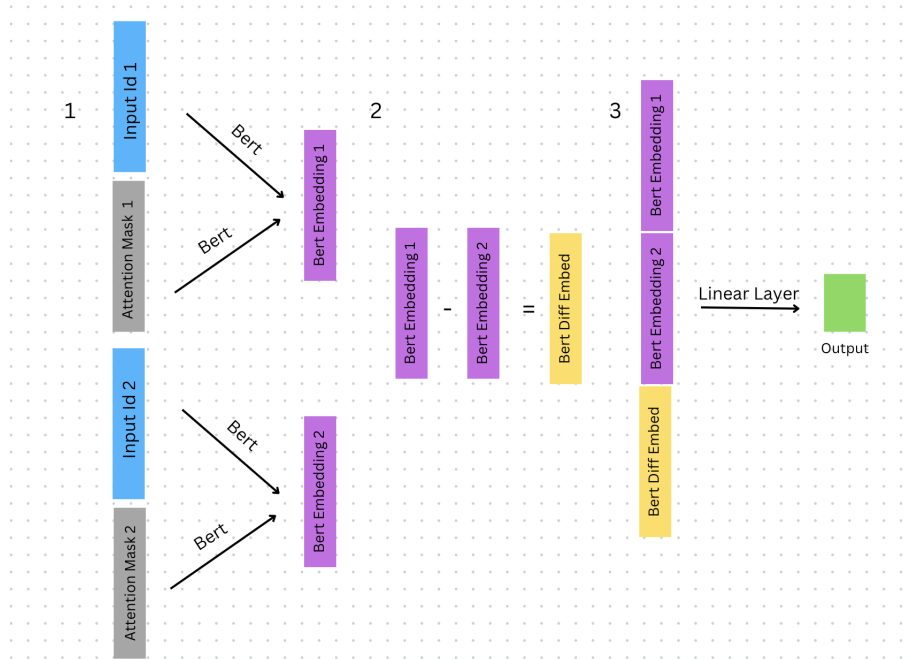 1
Input Id 1
Attention Mask 1
Bert
Bert
Bert Embedding 1
Input Id 2
Attention Mask 2
Bert
Bert
Bert Embedding 2
2
Bert Embedding 1
-
Bert Embedding 2
=
Bert Diff Embed
3
Bert Embedding 1
Bert Embedding 2
Bert Diff Embed
Linear Layer
Output